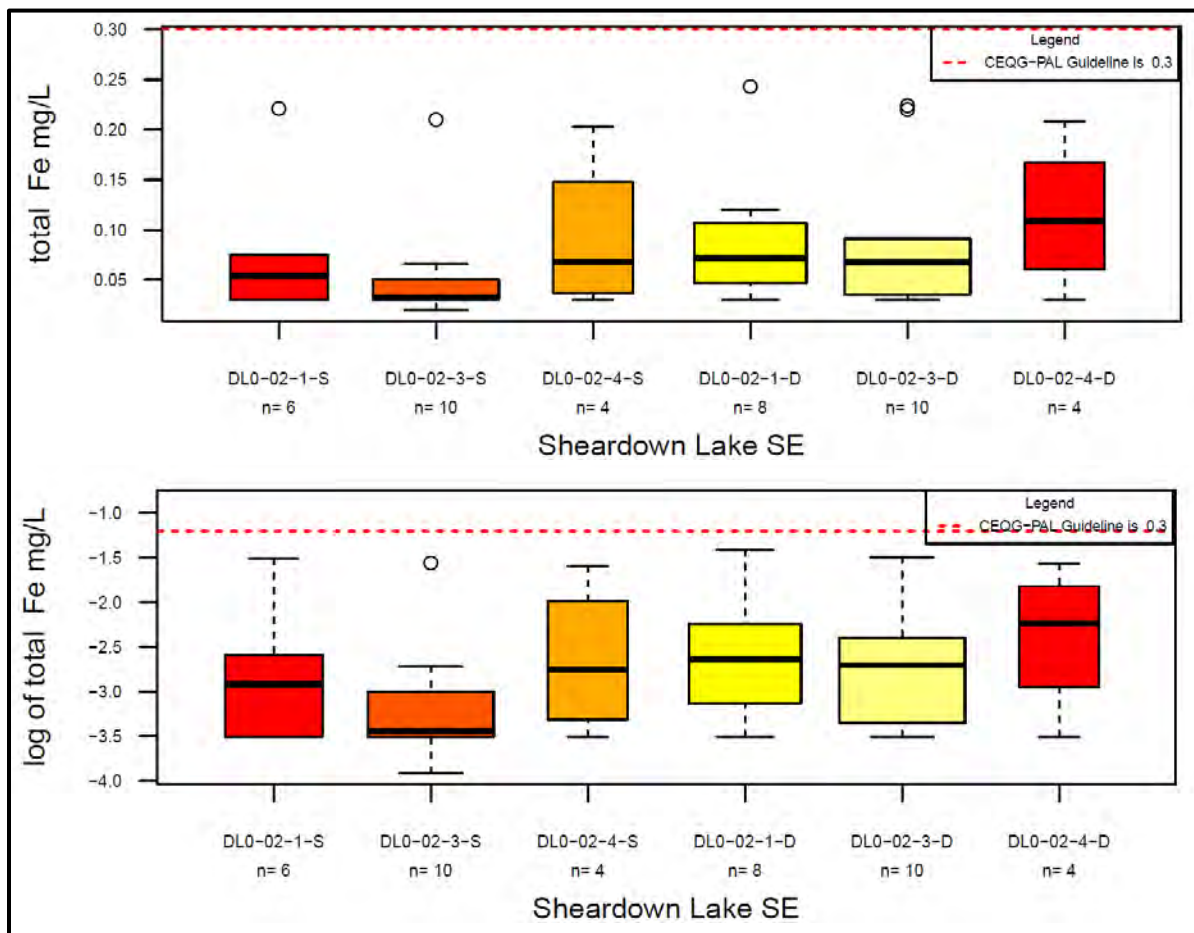 total Fe mg/L
0.30
0.25
0.20
0.15
0.10
0.05
Legend
CEQG-PAL Guideline is 0.3
DL0-02-1-S DL0-02-3-S DL0-02-4-S DL0-02-1-D DL0-02-3-D DL0-02-4-D
n= 6 n= 10 n= 4 n= 8 n= 10 n= 4
Sheardown Lake SE
log of total Fe mg/L
-1.0
-1.5
-2.0
-2.5
-3.0
-3.5
-4.0
Legend
CEQG-PAL Guideline is 0.3
DL0-02-1-S DL0-02-3-S DL0-02-4-S DL0-02-1-D DL0-02-3-D DL0-02-4-D
n= 6 n= 10 n= 4 n= 8 n= 10 n= 4
Sheardown Lake SE